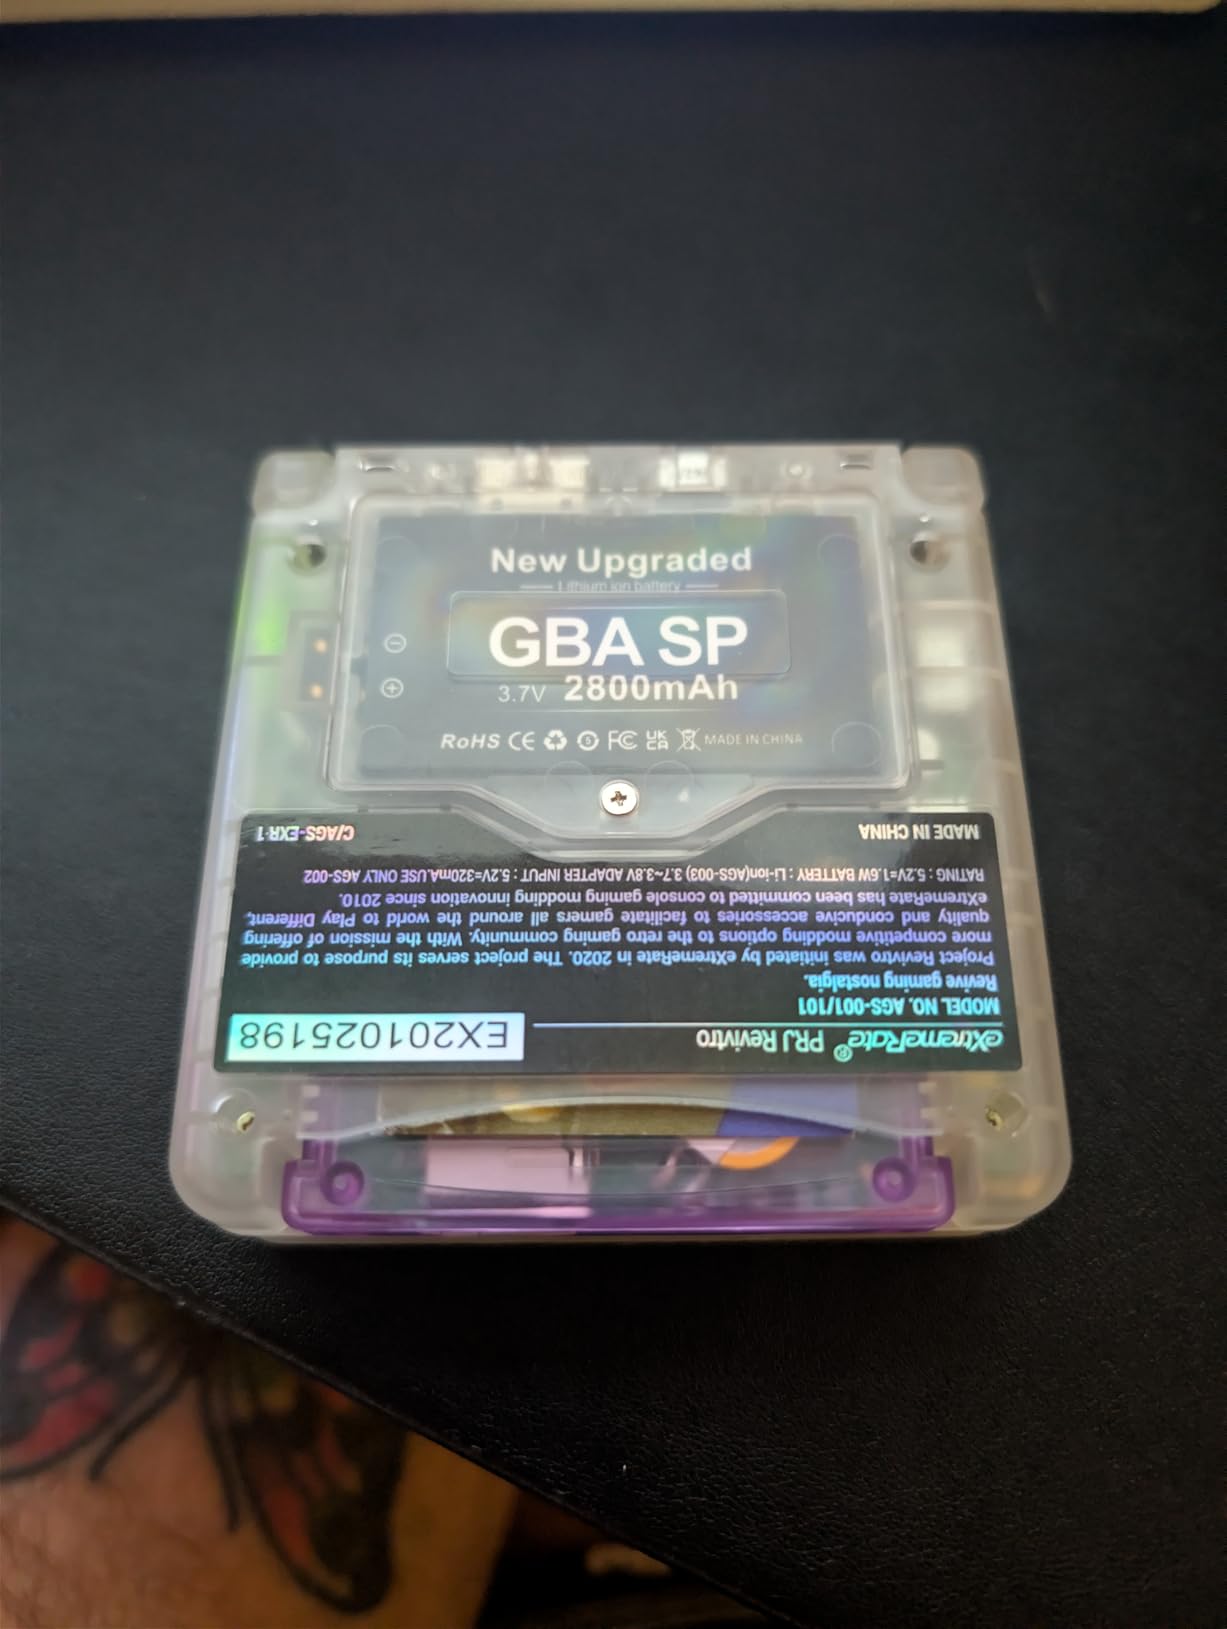 New Upgraded
Lithium ion battery
GBA SP
3.7V 2800mAh
RoHS CE FC UK CA MADE IN CHINA
eXtremeRate® PRJ Revivtro
EX201025198
MODEL NO. AGS-001/101
Revive gaming nostalgia.
Project Revivtro was initiated by eXtremeRate in 2020. The project serves its purpose to provide
more competitive modding options to the retro gaming community. With the mission of offering
quality and conducive accessories to facilitate gamers all around the world to Play Different,
eXtremeRate has been committed to console gaming modding innovation since 2010.
RATING : 5.2V=1.6W BATTERY : Li-ion(AGS-003) 3.7~3.8V ADAPTER INPUT : 5.2V=320mA.USE ONLY AGS-002
MADE IN CHINA
C/AGS-EXR-1